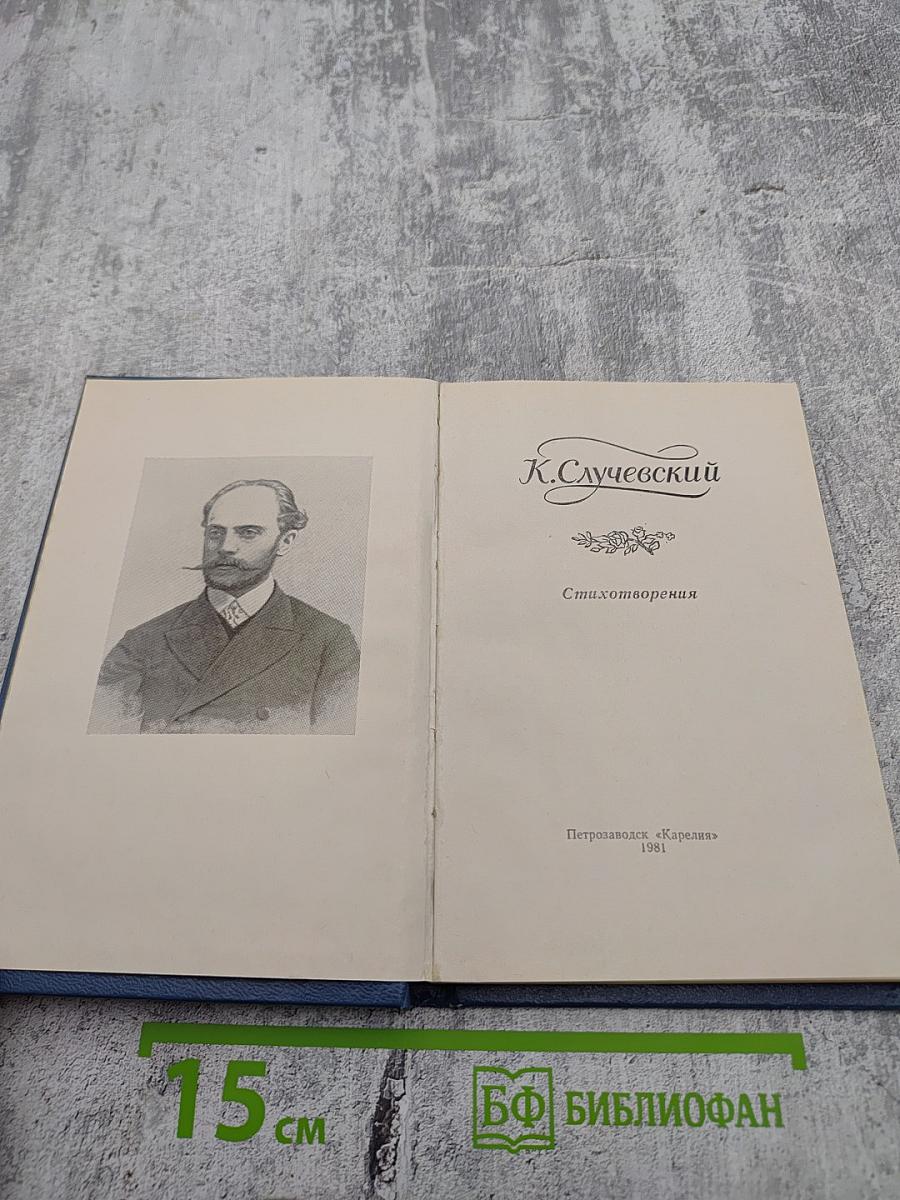 К.Случевский
Стихотворения
Петрозаводск «Карелия»
1981
15 см
БФ БИБЛИОФАН